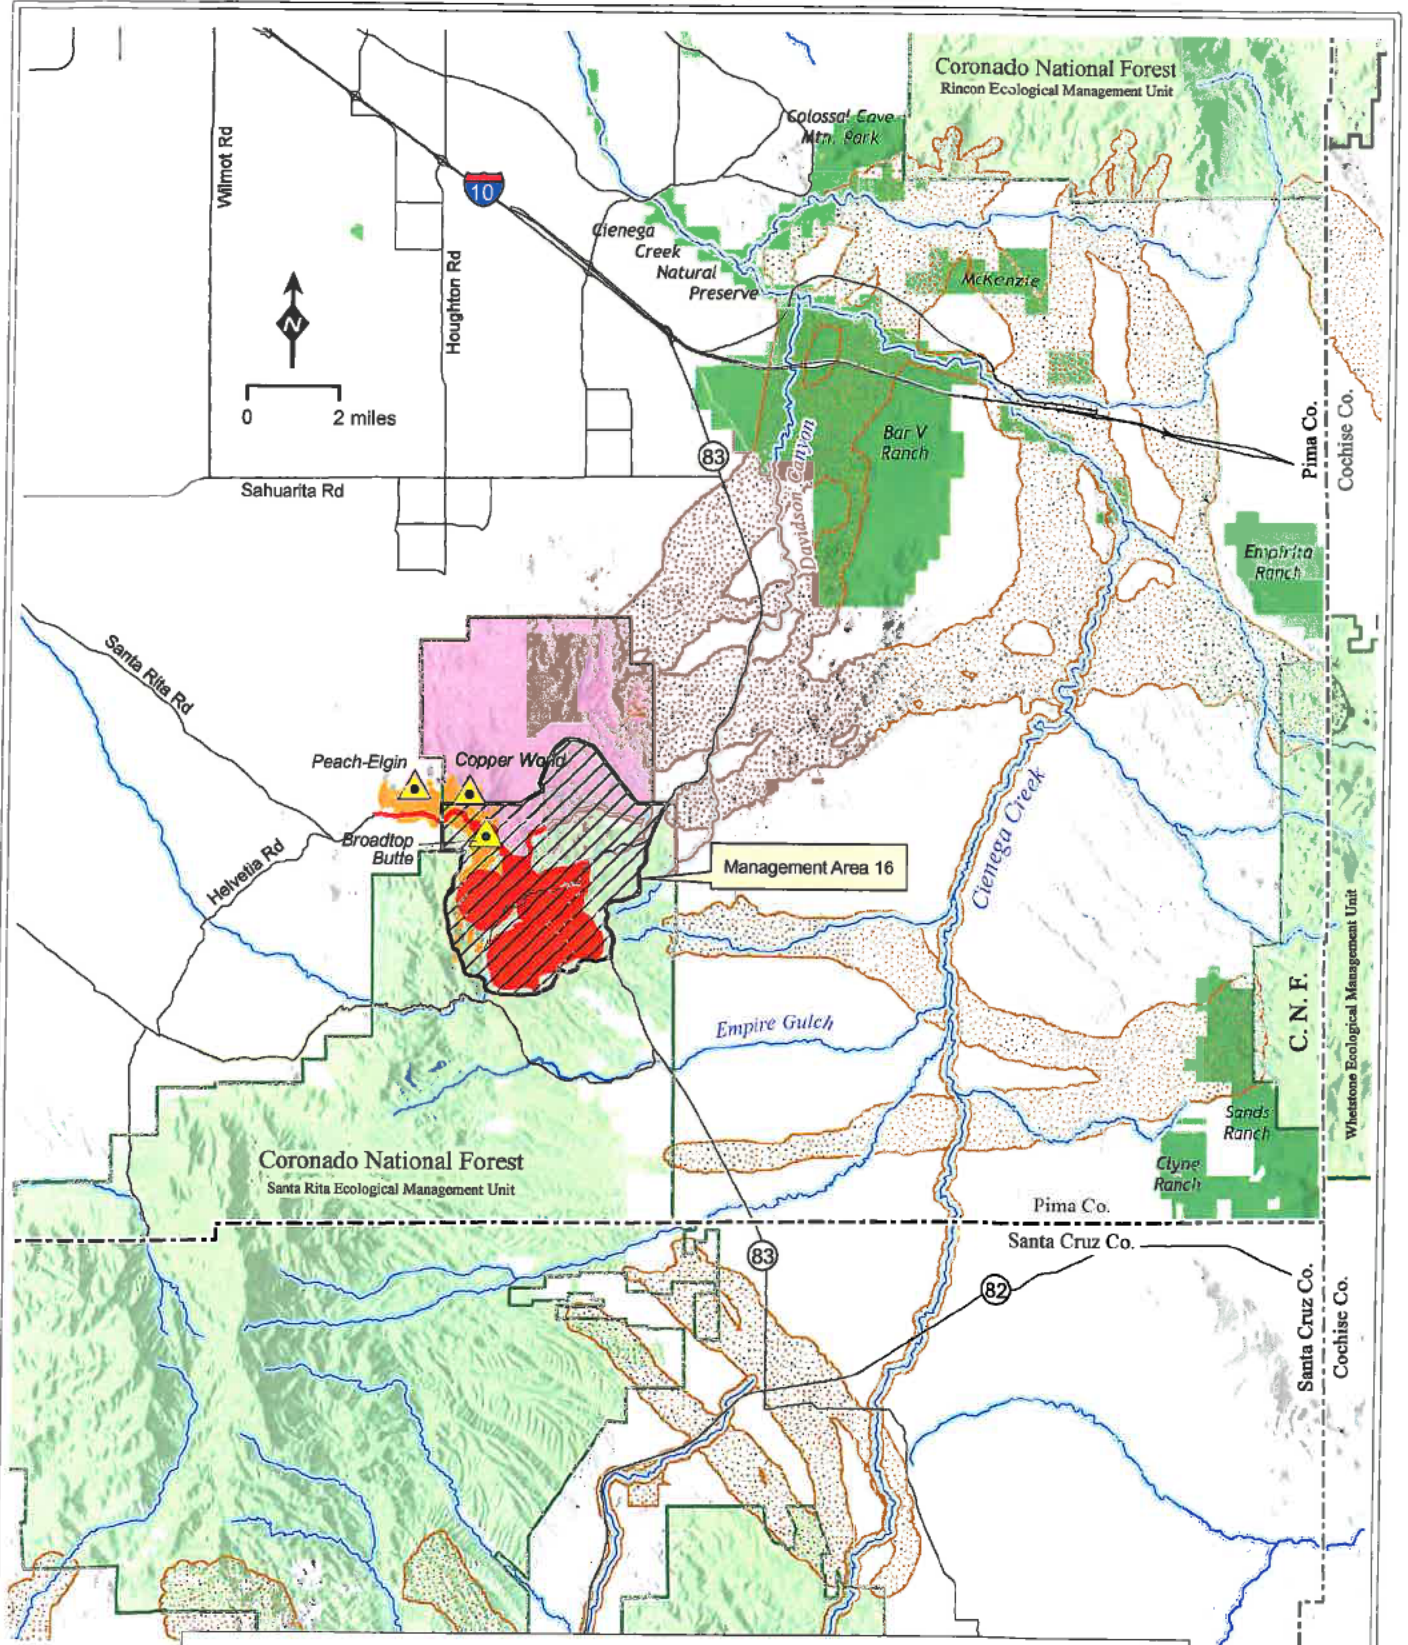 Coronado National Forest
Rincon Ecological Management Unit
Colossal Cave
Mtn. Park
Wilmot Rd
10
Cienega
Creek
Natural
Preserve
McKenzie
Houghton Rd
N
0 2 miles
Bar V
Ranch
Pima Co.
Cochise Co.
83
Davidson Canyon
Sahuarita Rd
Empirita
Ranch
Santa Rita Rd
Peach-Elgin
Copper World
Broadtop
Butte
Helvetia Rd
Management Area 16
Cienega Creek
Whetstone Ecological Management Unit
C. N. F.
Empire Gulch
Sands
Ranch
Clyne
Ranch
Coronado National Forest
Santa Rita Ecological Management Unit
Pima Co.
Santa Cruz Co.
83
82
Santa Cruz Co.
Cochise Co.